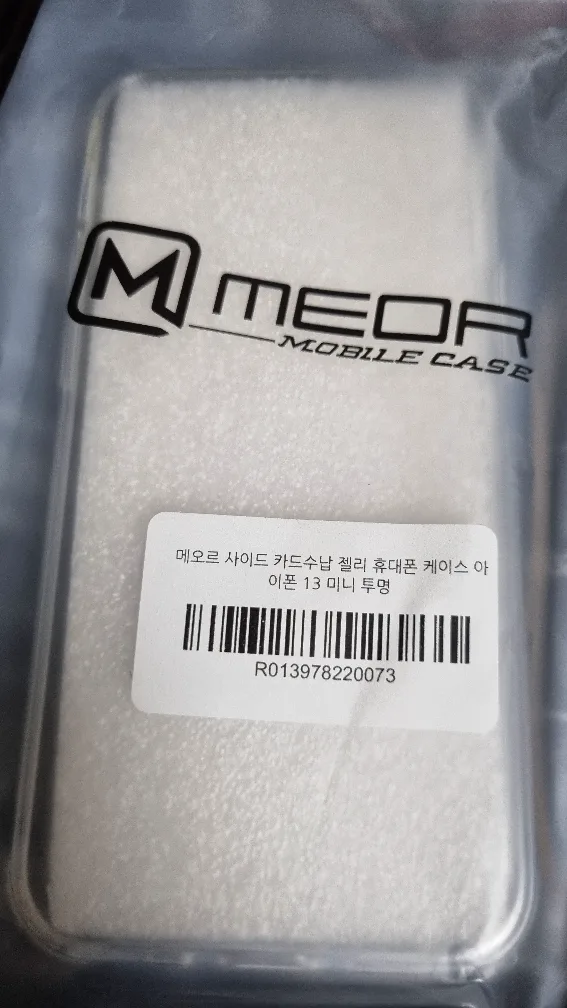 M MEOR
MOBILE CASE
메오르 사이드 카드수납 젤리 휴대폰 케이스 아
이폰 13 미니 투명
R013978220073